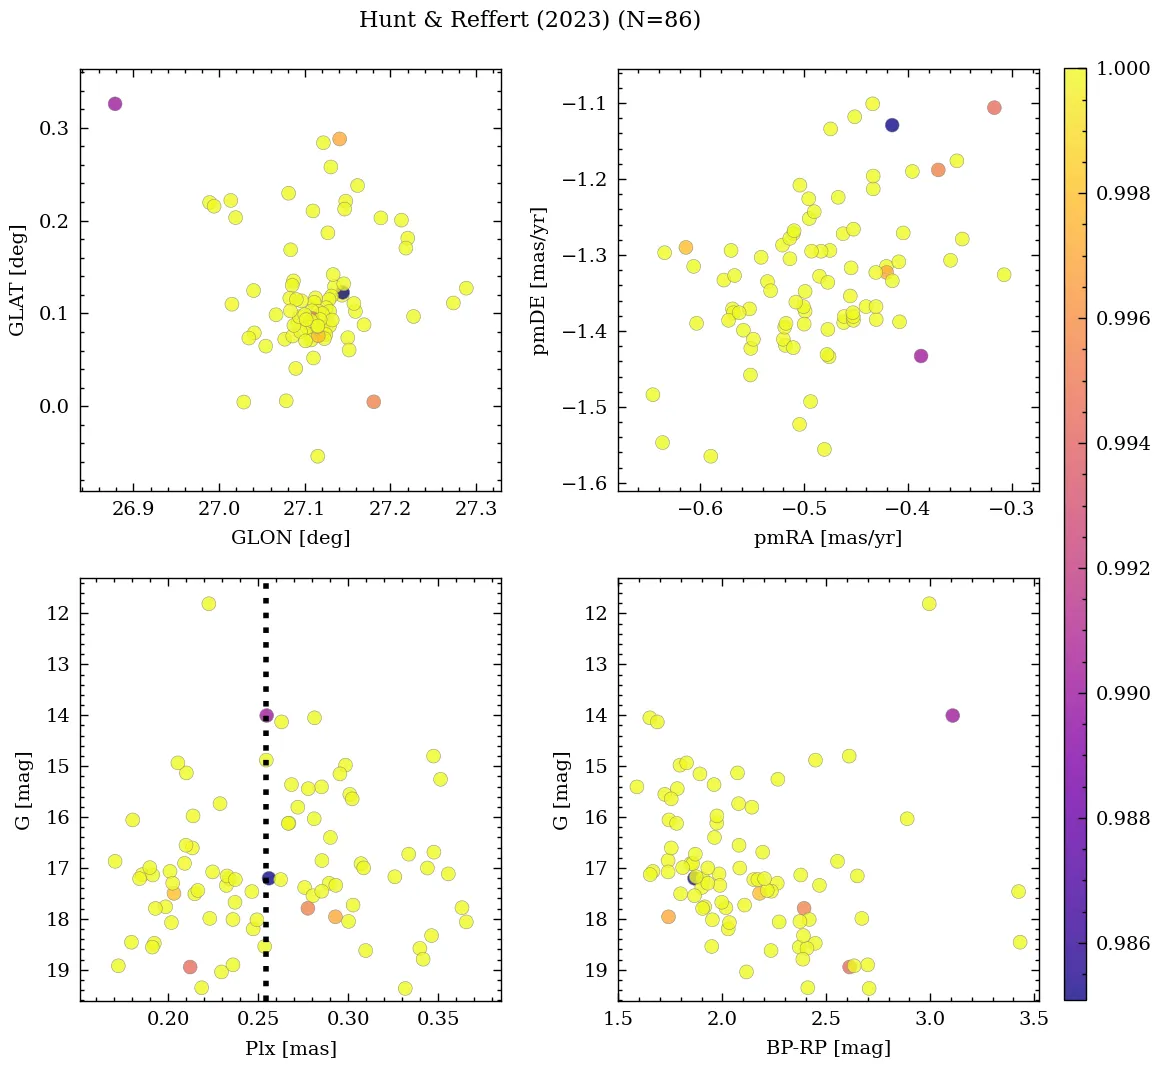 Hunt & Reffert (2023) (N=86)
GLAT [deg]
0.3
0.2
0.1
0.0
26.9 27.0 27.1 27.2 27.3
GLON [deg]
pmDE [mas/yr]
−1.1
−1.2
−1.3
−1.4
−1.5
−1.6
−0.6 −0.5 −0.4 −0.3
pmRA [mas/yr]
G [mag]
12
13
14
15
16
17
18
19
0.20 0.25 0.30 0.35
Plx [mas]
G [mag]
12
13
14
15
16
17
18
19
1.5 2.0 2.5 3.0 3.5
BP-RP [mag]
1.000
0.998
0.996
0.994
0.992
0.990
0.988
0.986